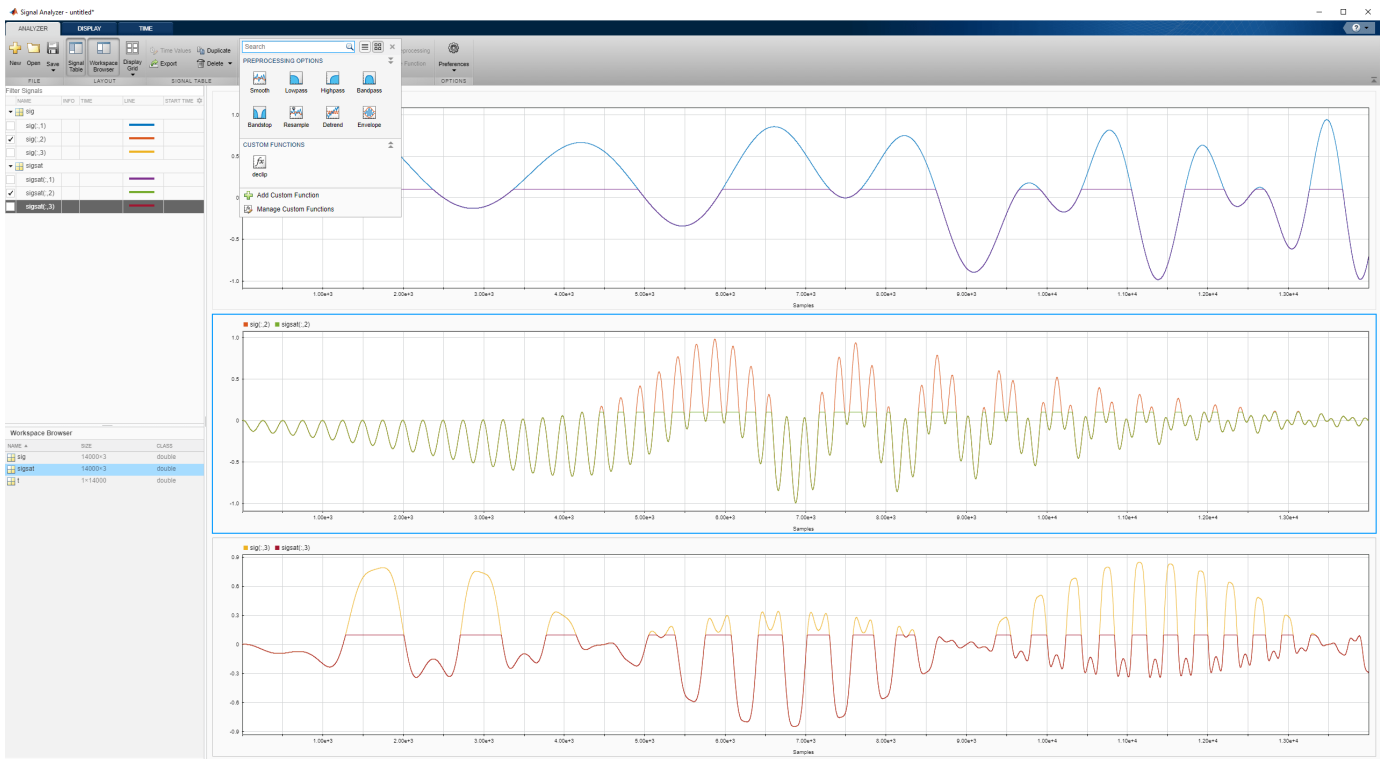 Signal Analyzer - untitled*
ANALYZER DISPLAY TIME
New Open Save Signal Table Workspace Browser Display Grid Time Values Duplicate Export Delete
FILE LAYOUT SIGNAL TABLE
Search
PREPROCESSING OPTIONS
Smooth Lowpass Highpass Bandpass
Bandstop Resample Detrend Envelope
CUSTOM FUNCTIONS
fx
declip
Add Custom Function
Manage Custom Functions
Preferences
OPTIONS
Filter Signals
NAME INFO TIME LINE START TIME
sig
sig(:,1)
sig(:,2)
sig(:,3)
sigsat
sigsat(:,1)
sigsat(:,2)
sigsat(:,3)
Workspace Browser
NAME SIZE CLASS
sig 14000×3 double
sigsat 14000×3 double
t 1×14000 double
1.0
0.5
-0.5
-1.0
1.00e+3 2.00e+3 3.00e+3 4.00e+3 5.00e+3 6.00e+3 7.00e+3 8.00e+3 9.00e+3 1.00e+4 1.10e+4 1.20e+4 1.30e+4
Samples
sig(:,2) sigsat(:,2)
1.0
0.5
0
-0.5
-1.0
1.00e+3 2.00e+3 3.00e+3 4.00e+3 5.00e+3 6.00e+3 7.00e+3 8.00e+3 9.00e+3 1.00e+4 1.10e+4 1.20e+4 1.30e+4
Samples
sig(:,3) sigsat(:,3)
0.9
0.6
0.3
0
-0.3
-0.6
-0.9
1.00e+3 2.00e+3 3.00e+3 4.00e+3 5.00e+3 6.00e+3 7.00e+3 8.00e+3 9.00e+3 1.00e+4 1.10e+4 1.20e+4 1.30e+4
Samples